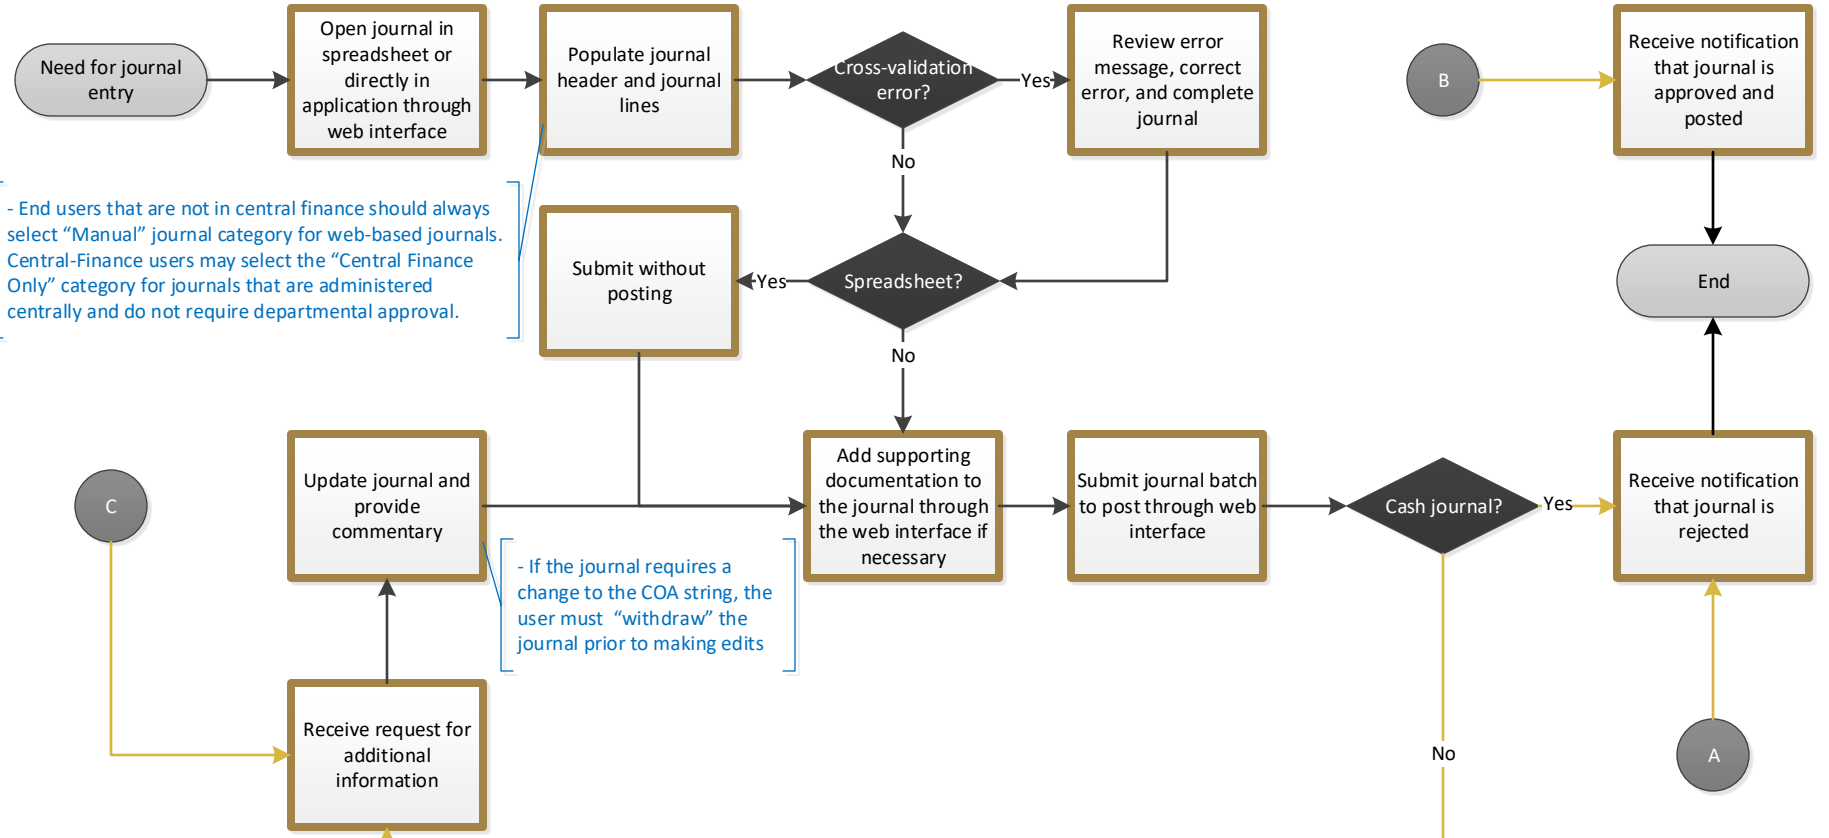 Need for journal
entry
Open journal in
spreadsheet or
directly in
application through
web interface
Populate journal
header and journal
lines
Cross-validation
error?
Yes
Review error
message, correct
error, and complete
journal
B
Receive notification
that journal is
approved and
posted
No
- End users that are not in central finance should always
select “Manual” journal category for web-based journals.
Central-Finance users may select the “Central Finance
Only” category for journals that are administered
centrally and do not require departmental approval.
Submit without
posting
Yes
Spreadsheet?
End
No
C
Update journal and
provide
commentary
Add supporting
documentation to
the journal through
the web interface if
necessary
Submit journal batch
to post through web
interface
Cash journal?
Yes
Receive notification
that journal is
rejected
- If the journal requires a
change to the COA string, the
user must  “withdraw” the
journal prior to making edits
Receive request for
additional
information
No
A